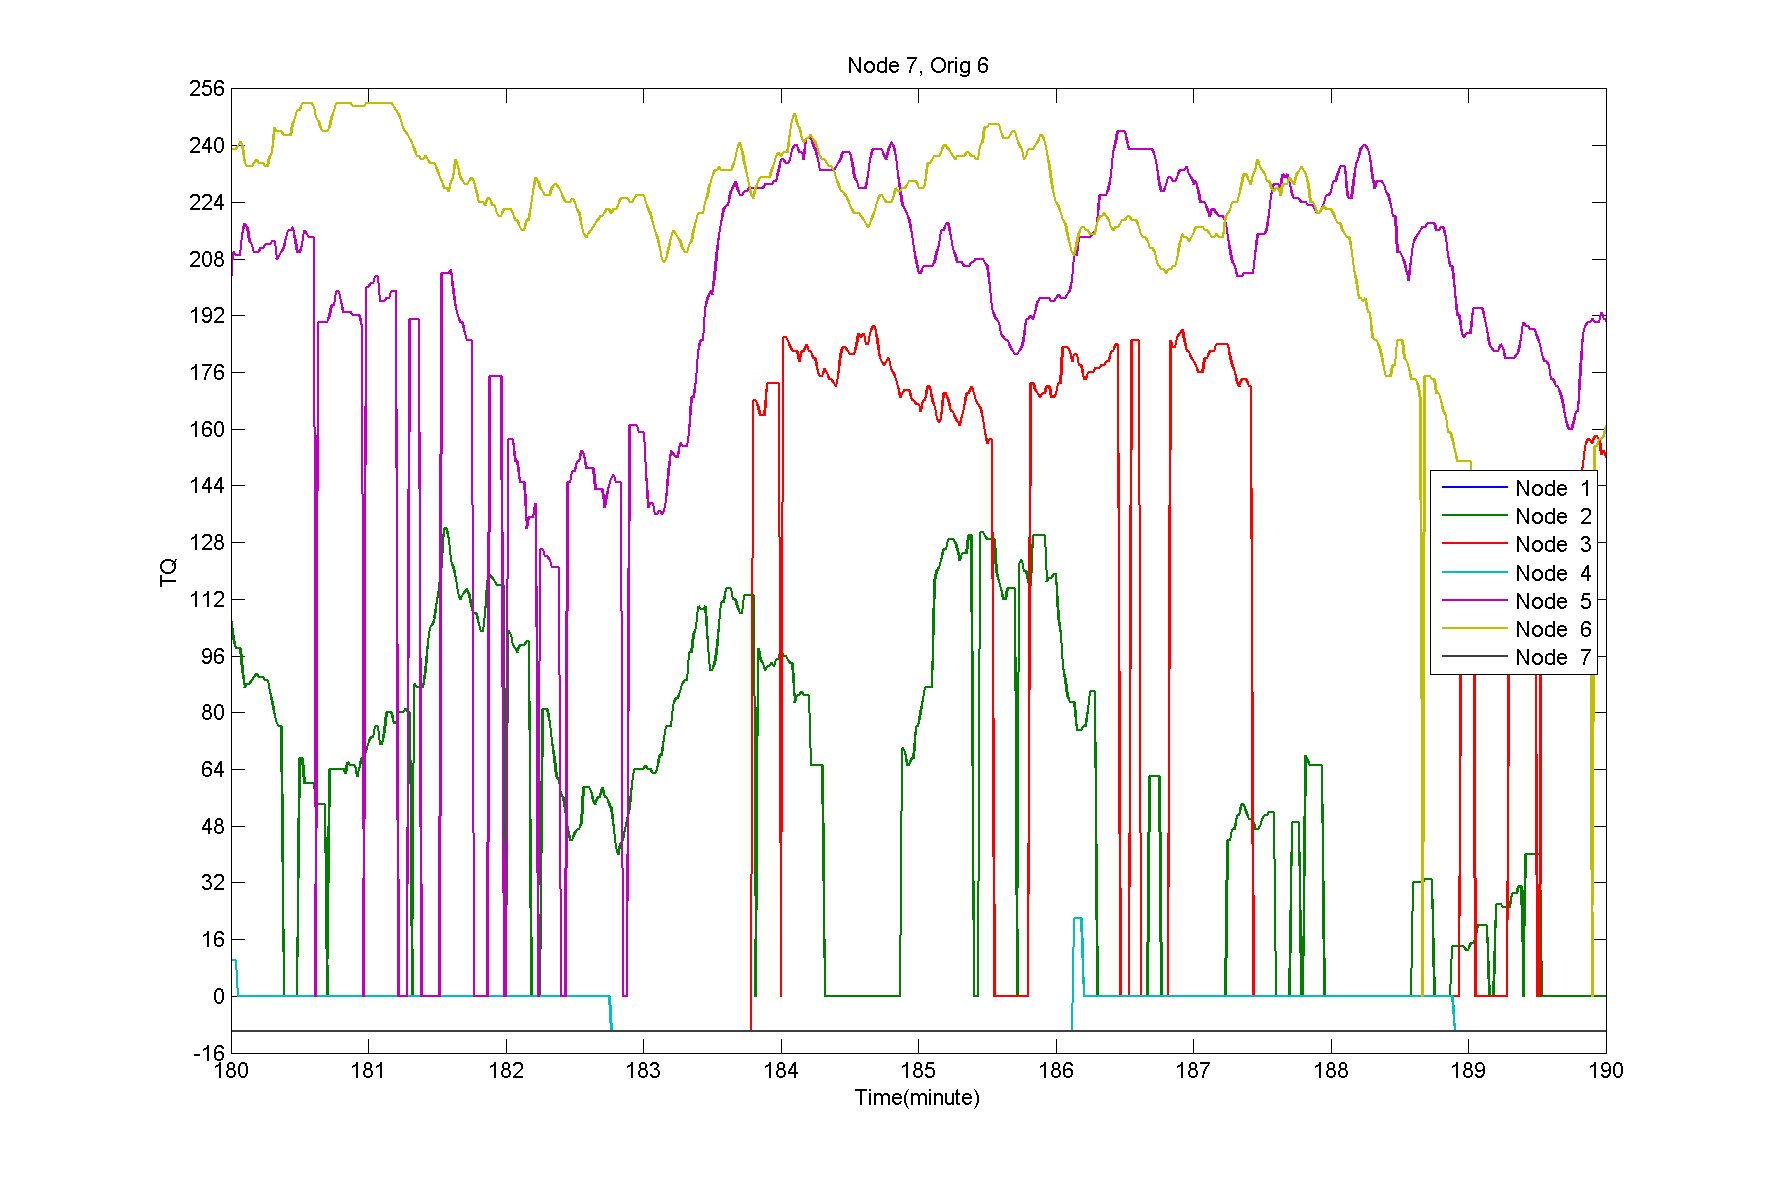 Node 7, Orig 6
256
240
224
208
192
176
160
144
128
112
96
80
64
48
32
16
0
-16
TQ
Node 1
Node 2
Node 3
Node 4
Node 5
Node 6
Node 7
180 181 182 183 184 185 186 187 188 189 190
Time(minute)